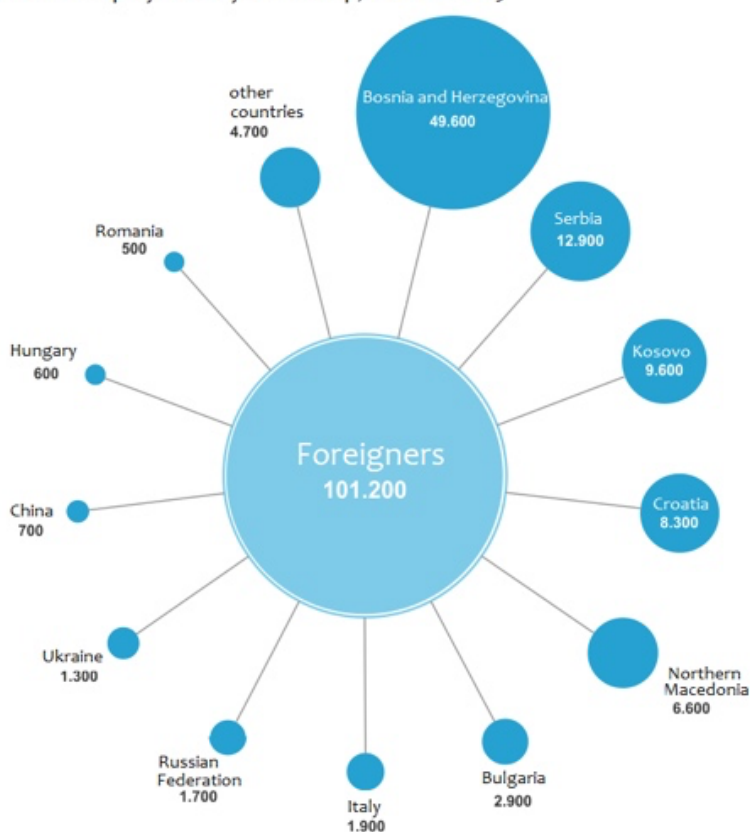 other
countries
4.700
Bosnia and Herzegovina
49.600
Serbia
12.900
Romania
500
Kosovo
9.600
Hungary
600
Foreigners
101.200
China
700
Croatia
8.300
Ukraine
1.300
Northern
Macedonia
6.600
Russian
Federation
1.700
Italy
1.900
Bulgaria
2.900